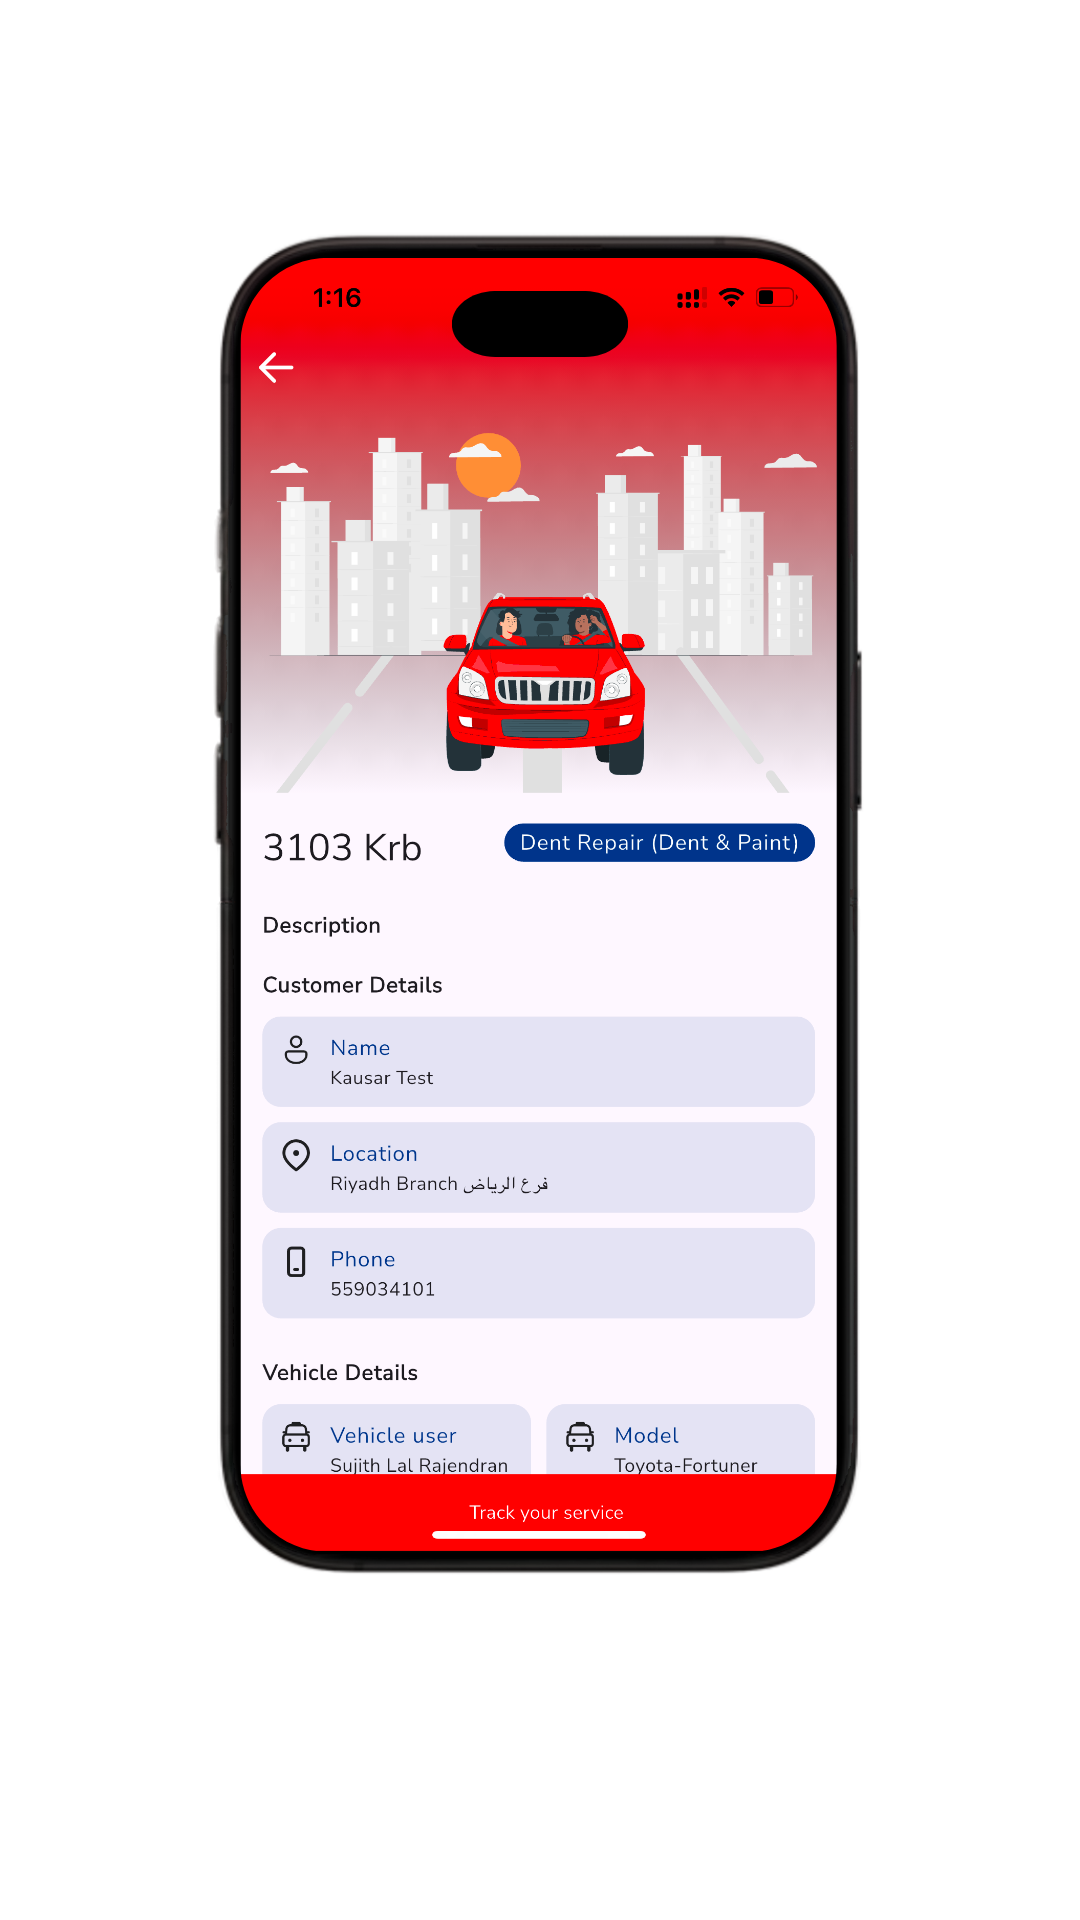 1:16
3103 Krb
Dent Repair (Dent & Paint)
Description
Customer Details
Name
Kausar Test
Location
Riyadh Branch فرع الرياض
Phone
559034101
Vehicle Details
Vehicle user
Sujith Lal Rajendran
Model
Toyota-Fortuner
Track your service